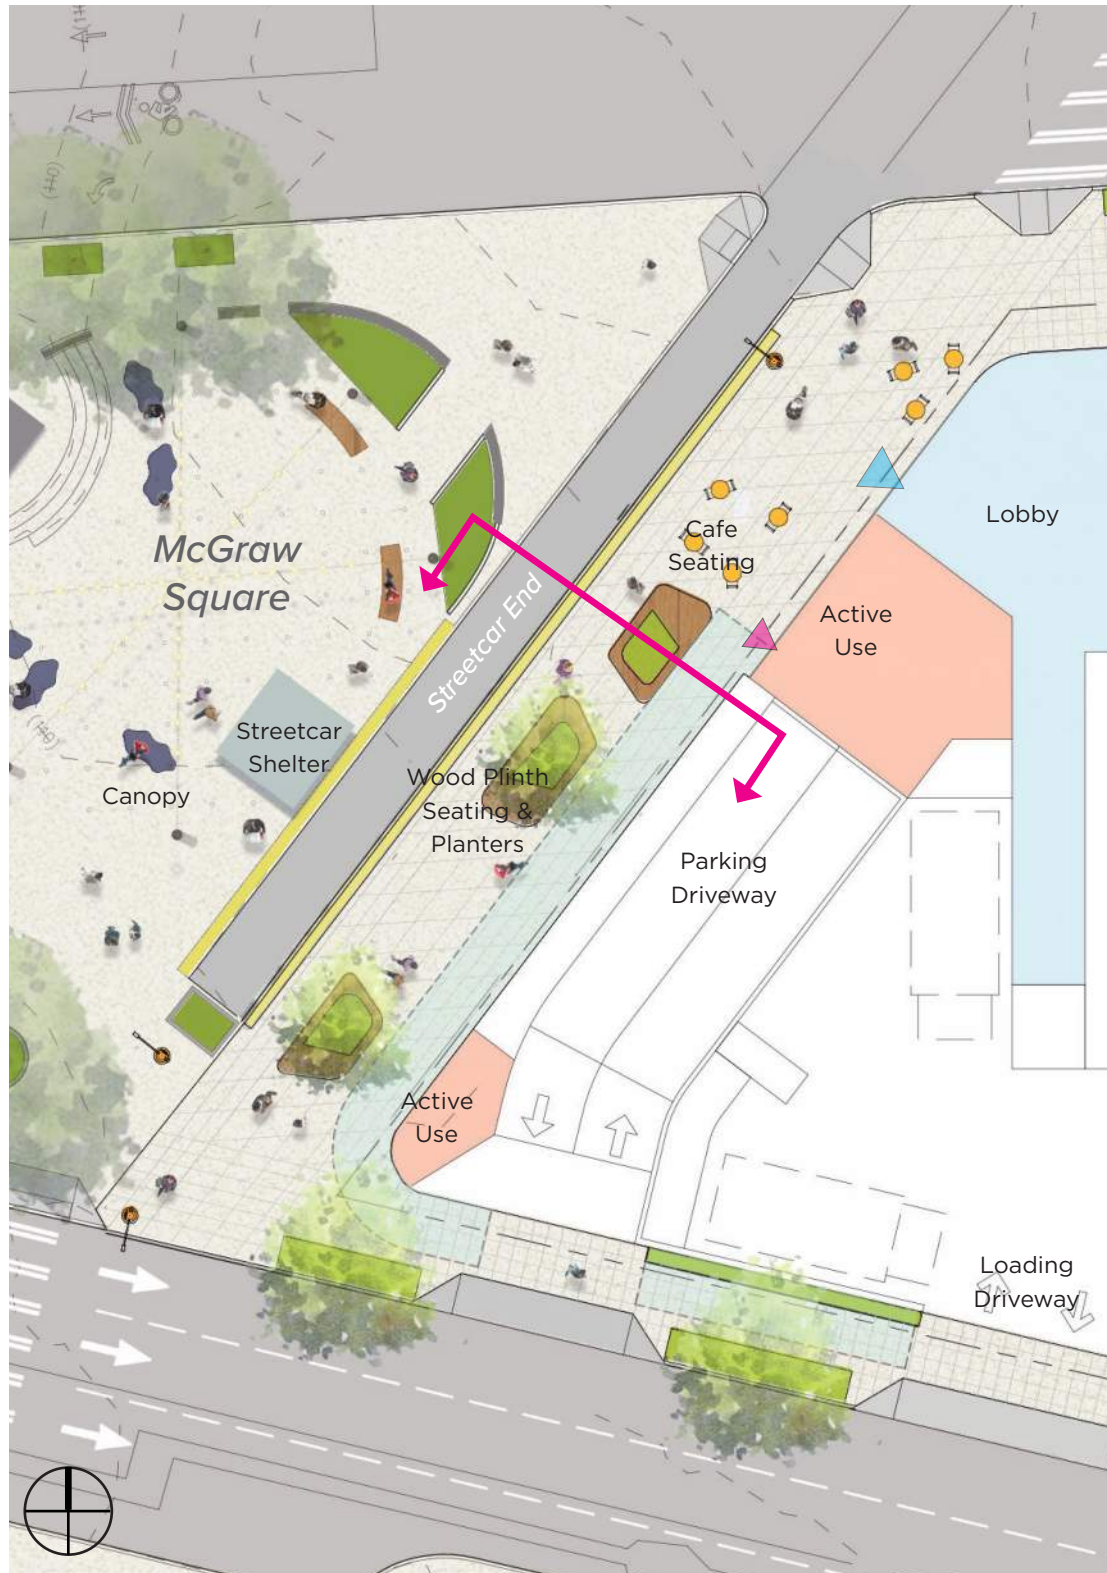 Lobby
Cafe
Seating
McGraw
Square
Streetcar End
Active
Use
Streetcar
Shelter
Canopy
Wood Plinth
Seating &
Planters
Parking
Driveway
Active
Use
Loading
Driveway